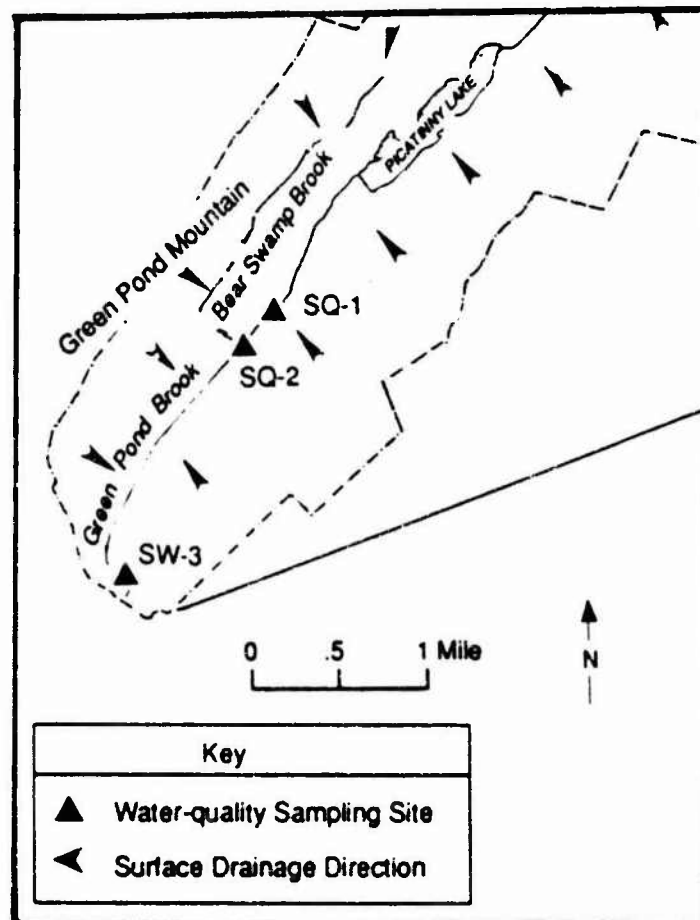 PICATINNY LAKE
Green Pond Mountain
Bear Swamp Brook
SQ-1
SQ-2
Green Pond Brook
SW-3
0 .5 1 Mile
N
Key
Water-quality Sampling Site
Surface Drainage Direction